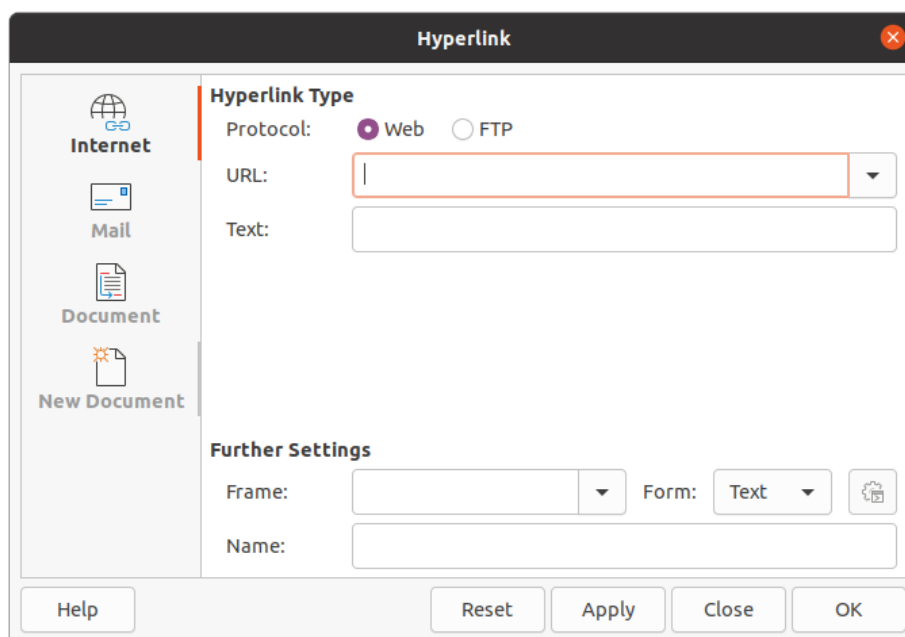 Hyperlink
Internet
Mail
Document
New Document
Hyperlink Type
Protocol: Web FTP
URL:
Text:
Further Settings
Frame: Form: Text
Name:
Help Reset Apply Close OK